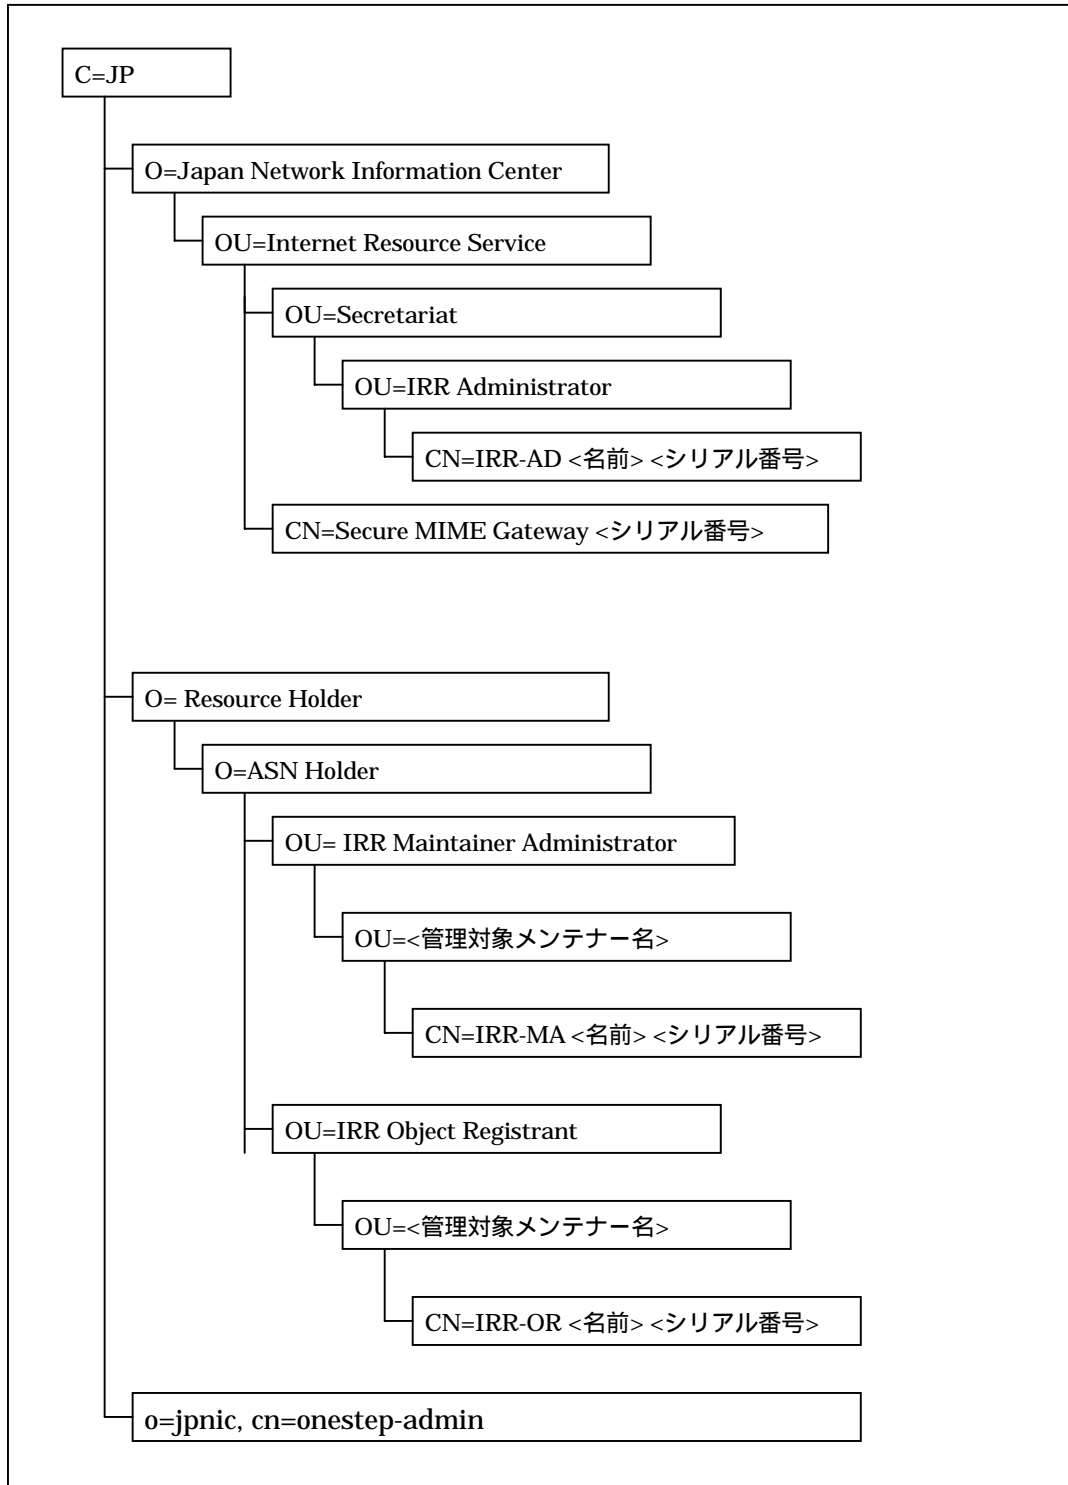 C=JP
O=Japan Network Information Center
OU=Internet Resource Service
OU=Secretariat
OU=IRR Administrator
CN=IRR-AD <名前> <シリアル番号>
CN=Secure MIME Gateway <シリアル番号>
O= Resource Holder
O=ASN Holder
OU= IRR Maintainer Administrator
OU=<管理対象メンテナー名>
CN=IRR-MA <名前> <シリアル番号>
OU=IRR Object Registrant
OU=<管理対象メンテナー名>
CN=IRR-OR <名前> <シリアル番号>
o=jpnic, cn=onestep-admin